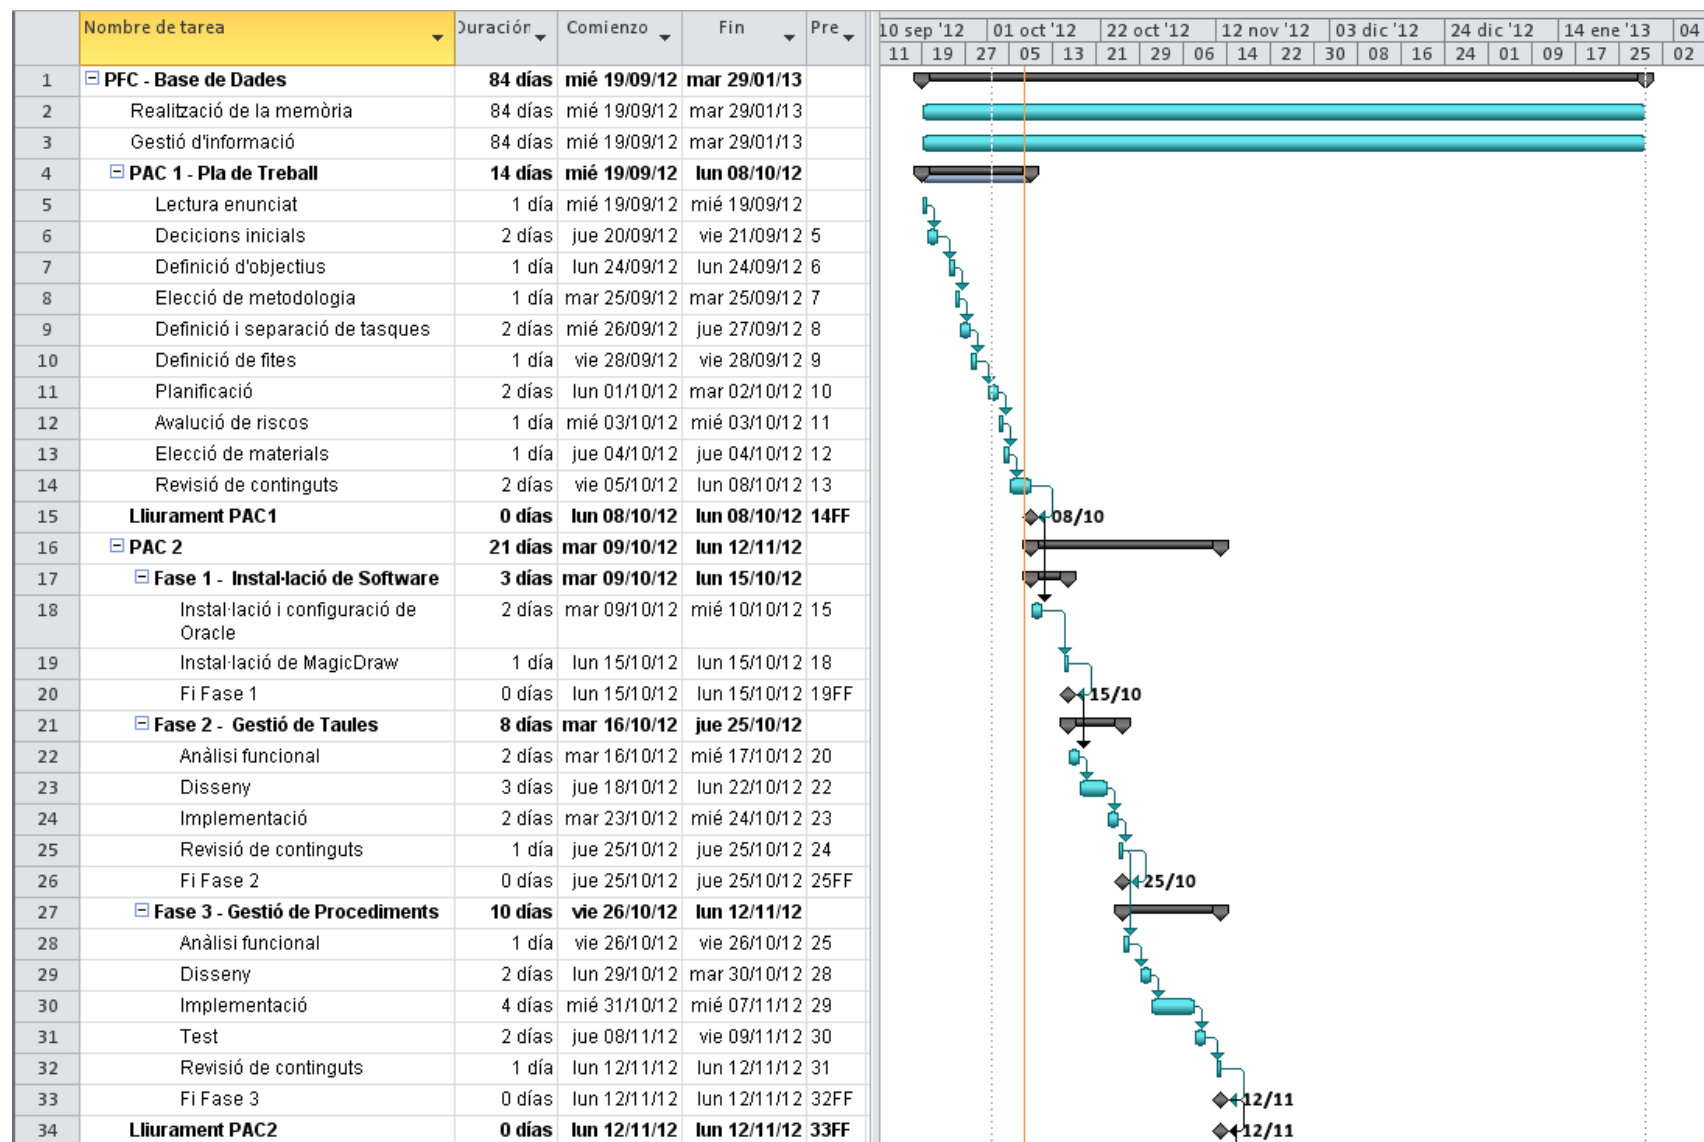 Nombre de tarea Duración Comienzo Fin Pre
10 sep '12 01 oct '12 22 oct '12 12 nov '12 03 dic '12 24 dic '12 14 ene '13 04
11 19 27 05 13 21 29 06 14 22 30 08 16 24 01 09 17 25 02
1 PFC - Base de Dades 84 días mié 19/09/12 mar 29/01/13
2 Realització de la memòria 84 días mié 19/09/12 mar 29/01/13
3 Gestió d'informació 84 días mié 19/09/12 mar 29/01/13
4 PAC 1 - Pla de Treball 14 días mié 19/09/12 lun 08/10/12
5 Lectura enunciat 1 día mié 19/09/12 mié 19/09/12
6 Decicions inicials 2 días jue 20/09/12 vie 21/09/12 5
7 Definició d'objectius 1 día lun 24/09/12 lun 24/09/12 6
8 Elecció de metodologia 1 día mar 25/09/12 mar 25/09/12 7
9 Definició i separació de tasques 2 días mié 26/09/12 jue 27/09/12 8
10 Definició de fites 1 día vie 28/09/12 vie 28/09/12 9
11 Planificació 2 días lun 01/10/12 mar 02/10/12 10
12 Avalució de riscos 1 día mié 03/10/12 mié 03/10/12 11
13 Elecció de materials 1 día jue 04/10/12 jue 04/10/12 12
14 Revisió de continguts 2 días vie 05/10/12 lun 08/10/12 13
15 Lliurament PAC1 0 días lun 08/10/12 lun 08/10/12 14FF 08/10
16 PAC 2 21 días mar 09/10/12 lun 12/11/12
17 Fase 1 - Instal·lació de Software 3 días mar 09/10/12 lun 15/10/12
18 Instal·lació i configuració de 2 días mar 09/10/12 mié 10/10/12 15
Oracle
19 Instal·lació de MagicDraw 1 día lun 15/10/12 lun 15/10/12 18
20 Fi Fase 1 0 días lun 15/10/12 lun 15/10/12 19FF 15/10
21 Fase 2 - Gestió de Taules 8 días mar 16/10/12 jue 25/10/12
22 Anàlisi funcional 2 días mar 16/10/12 mié 17/10/12 20
23 Disseny 3 días jue 18/10/12 lun 22/10/12 22
24 Implementació 2 días mar 23/10/12 mié 24/10/12 23
25 Revisió de continguts 1 día jue 25/10/12 jue 25/10/12 24
26 Fi Fase 2 0 días jue 25/10/12 jue 25/10/12 25FF 25/10
27 Fase 3 - Gestió de Procediments 10 días vie 26/10/12 lun 12/11/12
28 Anàlisi funcional 1 día vie 26/10/12 vie 26/10/12 25
29 Disseny 2 días lun 29/10/12 mar 30/10/12 28
30 Implementació 4 días mié 31/10/12 mié 07/11/12 29
31 Test 2 días jue 08/11/12 vie 09/11/12 30
32 Revisió de continguts 1 día lun 12/11/12 lun 12/11/12 31
33 Fi Fase 3 0 días lun 12/11/12 lun 12/11/12 32FF 12/11
34 Lliurament PAC2 0 días lun 12/11/12 lun 12/11/12 33FF 12/11